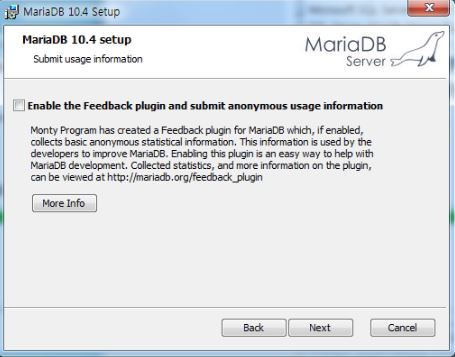 MariaDB 10.4 Setup
MariaDB 10.4 setup
Submit usage information
MariaDB
Server
Enable the Feedback plugin and submit anonymous usage information
Monty Program has created a Feedback plugin for MariaDB which, if enabled,
collects basic anonymous statistical information. This information is used by the
developers to improve MariaDB. Enabling this plugin is an easy way to help with
MariaDB development. Collected statistics, and more information on the plugin,
can be viewed at http://mariadb.org/feedback_plugin
More Info
Back
Next
Cancel